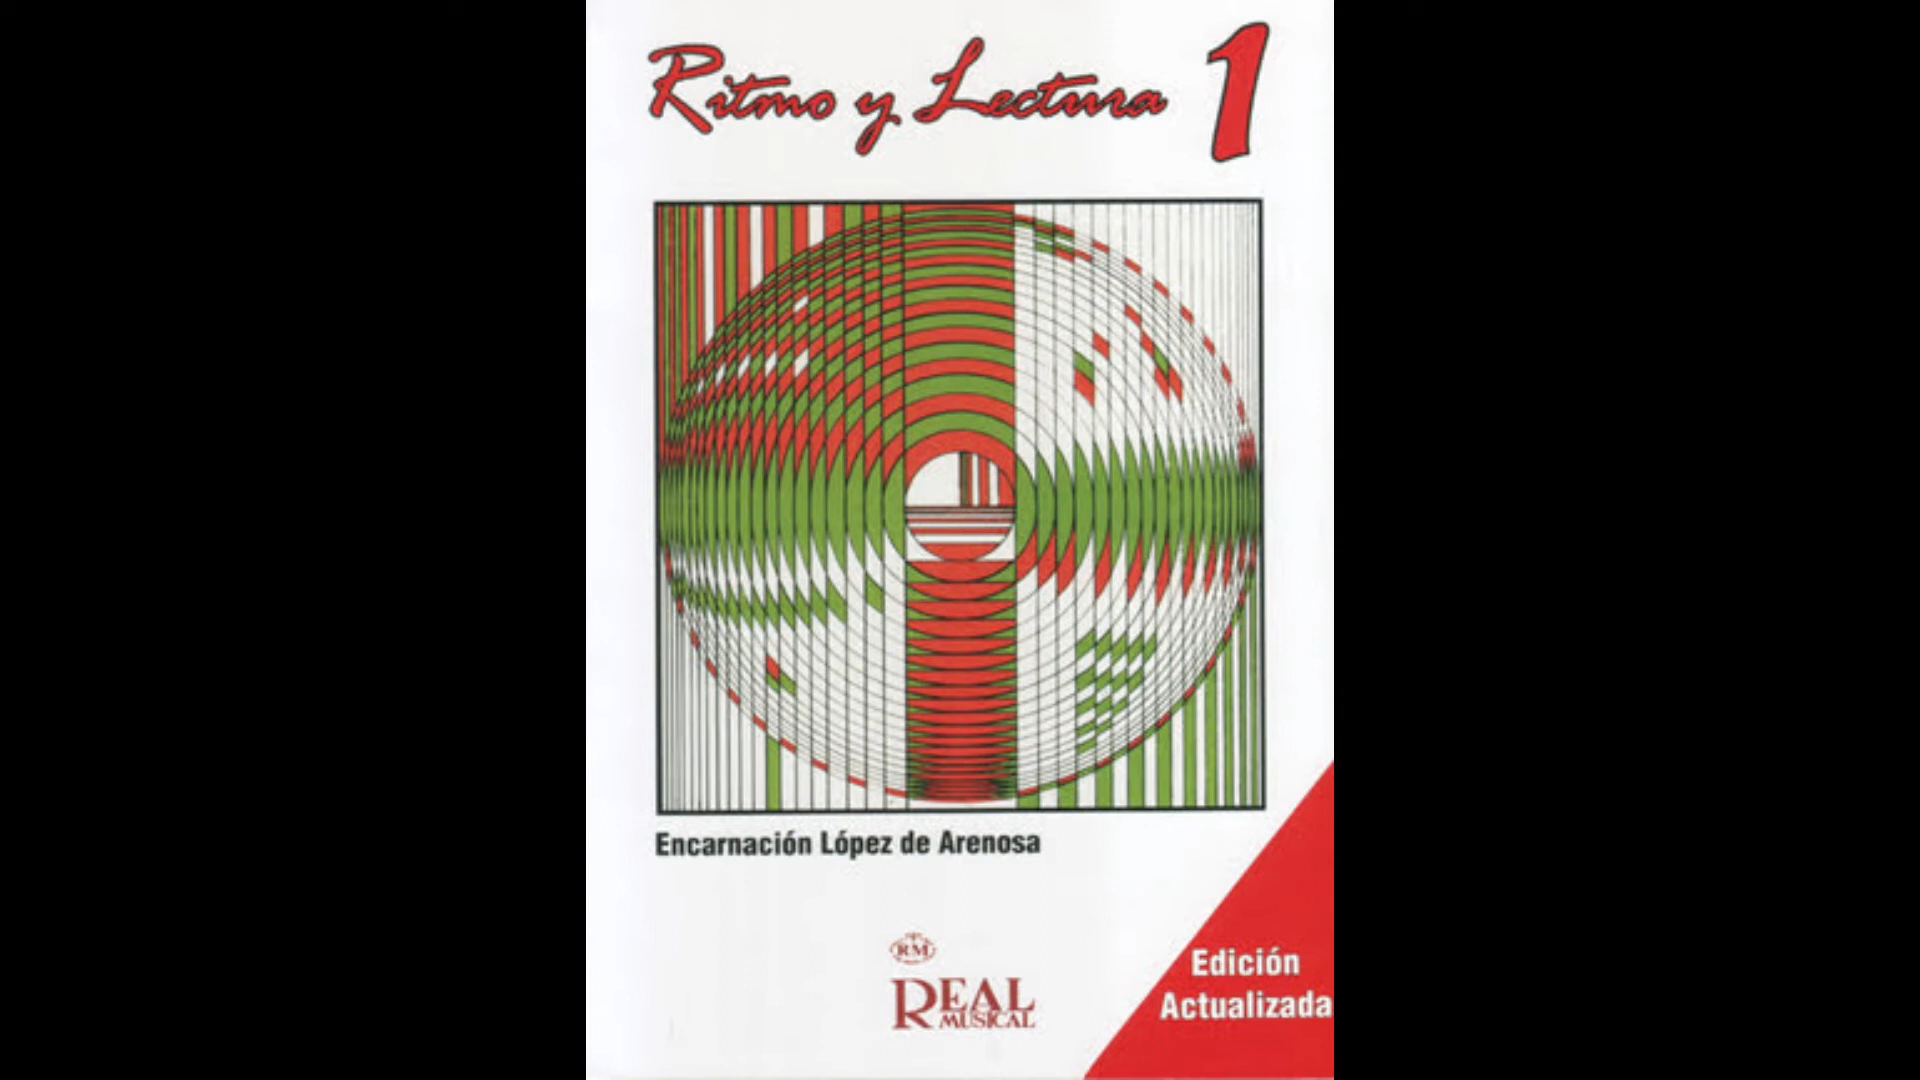 Ritmo y Lectura 1
Encarnación López de Arenosa
RM
REAL
MUSICAL
Edición
Actualizada